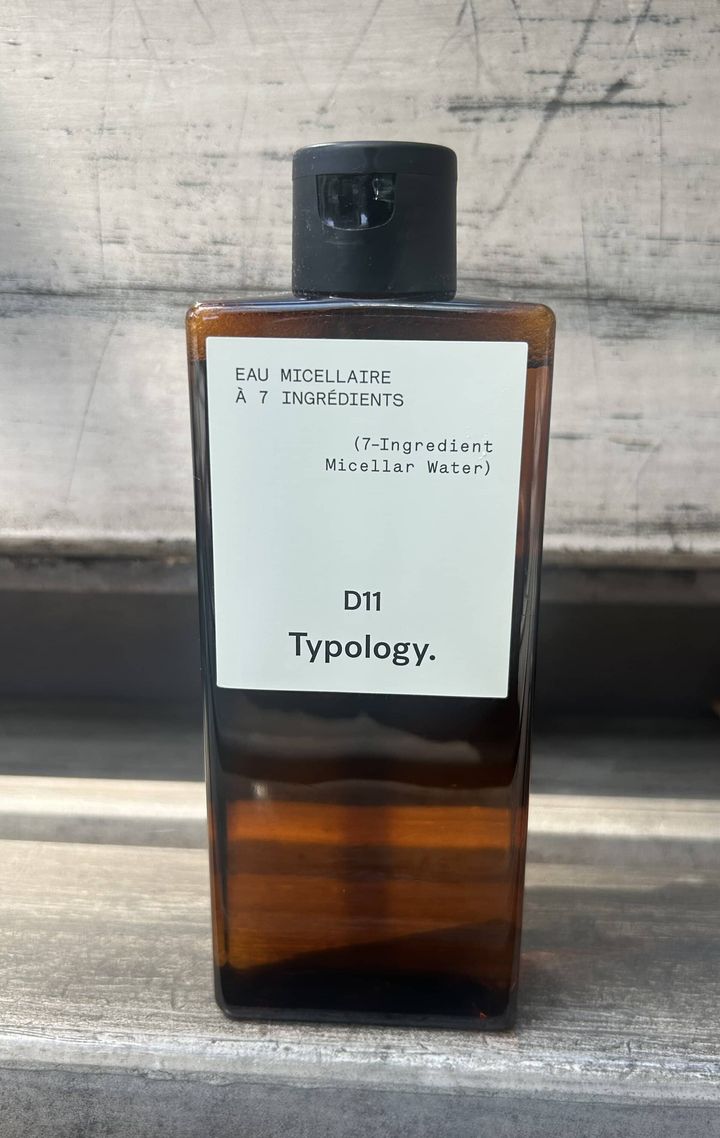 EAU MICELLAIRE
À 7 INGRÉDIENTS
(7-Ingredient
Micellar Water)
D11
Typology.